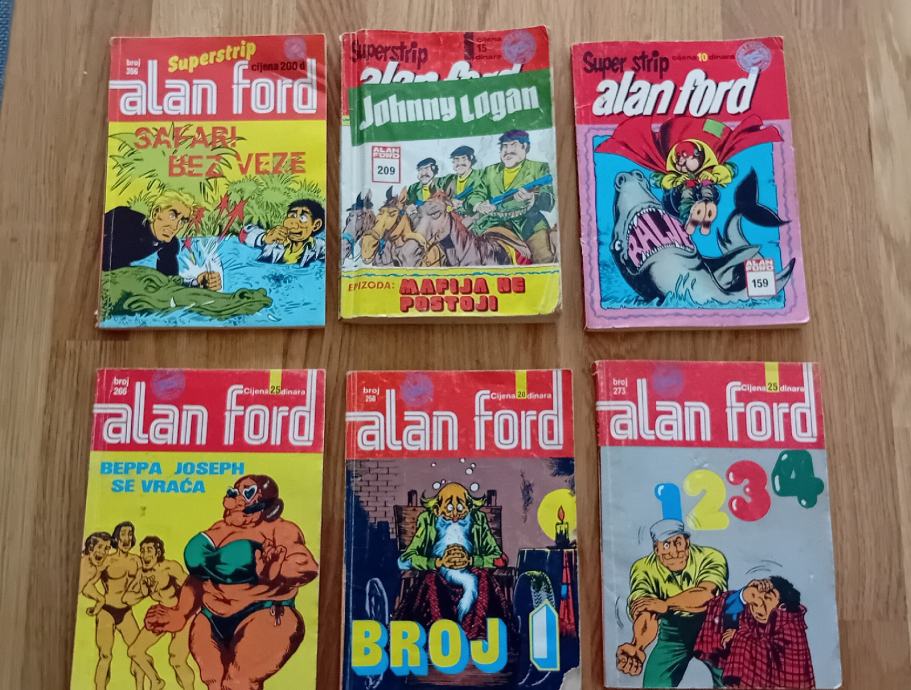 Superstrip
broj
356
cijena 200 d
alan ford
SAFARI
BEZ VEZE
Superstrip
cijena
15
dinara
alan ford
Johnny Logan
ALAN
FORD
209
EPIZODA: MAFIJA NE
POSTOJI
Super strip
cijena 10 dinara
alan ford
RALJE
ALAN
FORD
159
broj
266
Cijena 25 dinara
alan ford
BEPPA JOSEPH
SE VRAĆA
broj
258
Cijena 20 dinara
alan ford
BROJ 1
broj
273
Cijena 25 dinara
alan ford
1234